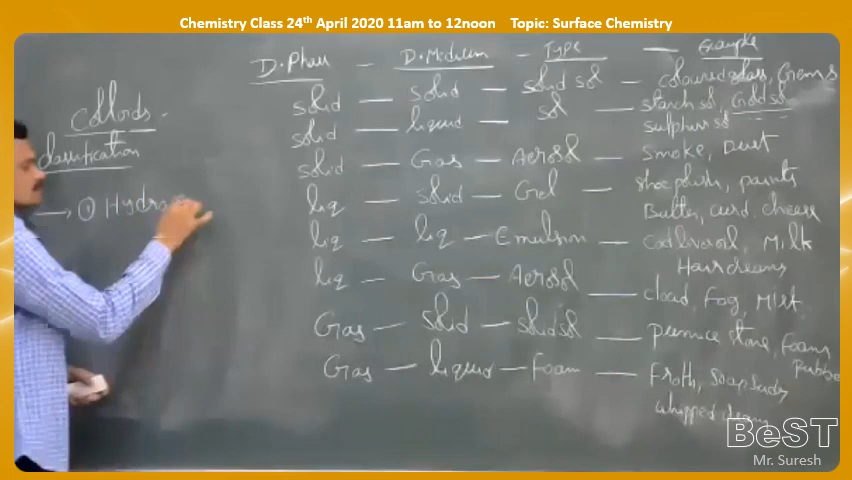 Chemistry Class 24th April 2020 11am to 12noon Topic: Surface Chemistry
Colloids -
classification
→ ① Hydro
D. Phase - D. Medium - Type - Example
solid - solid - solid sol - coloured glass, Gems
solid - liquid - sol - starch sol, Gold sol
sulphur sol
solid - Gas - Aerosol - Smoke, Dust
liq - solid - Gel - shoe polish, paints
Butter, curd, cheese
liq - liq - Emulsion - codliver oil, Milk
Hair creams
liq - Gas - Aerosol - cloud, Fog, Mist
Gas - solid - solid sol - pumice stone, Foam
Rubber
Gas - liquid - Foam - Froth, soap suds
whipped cream
BeST
Mr. Suresh